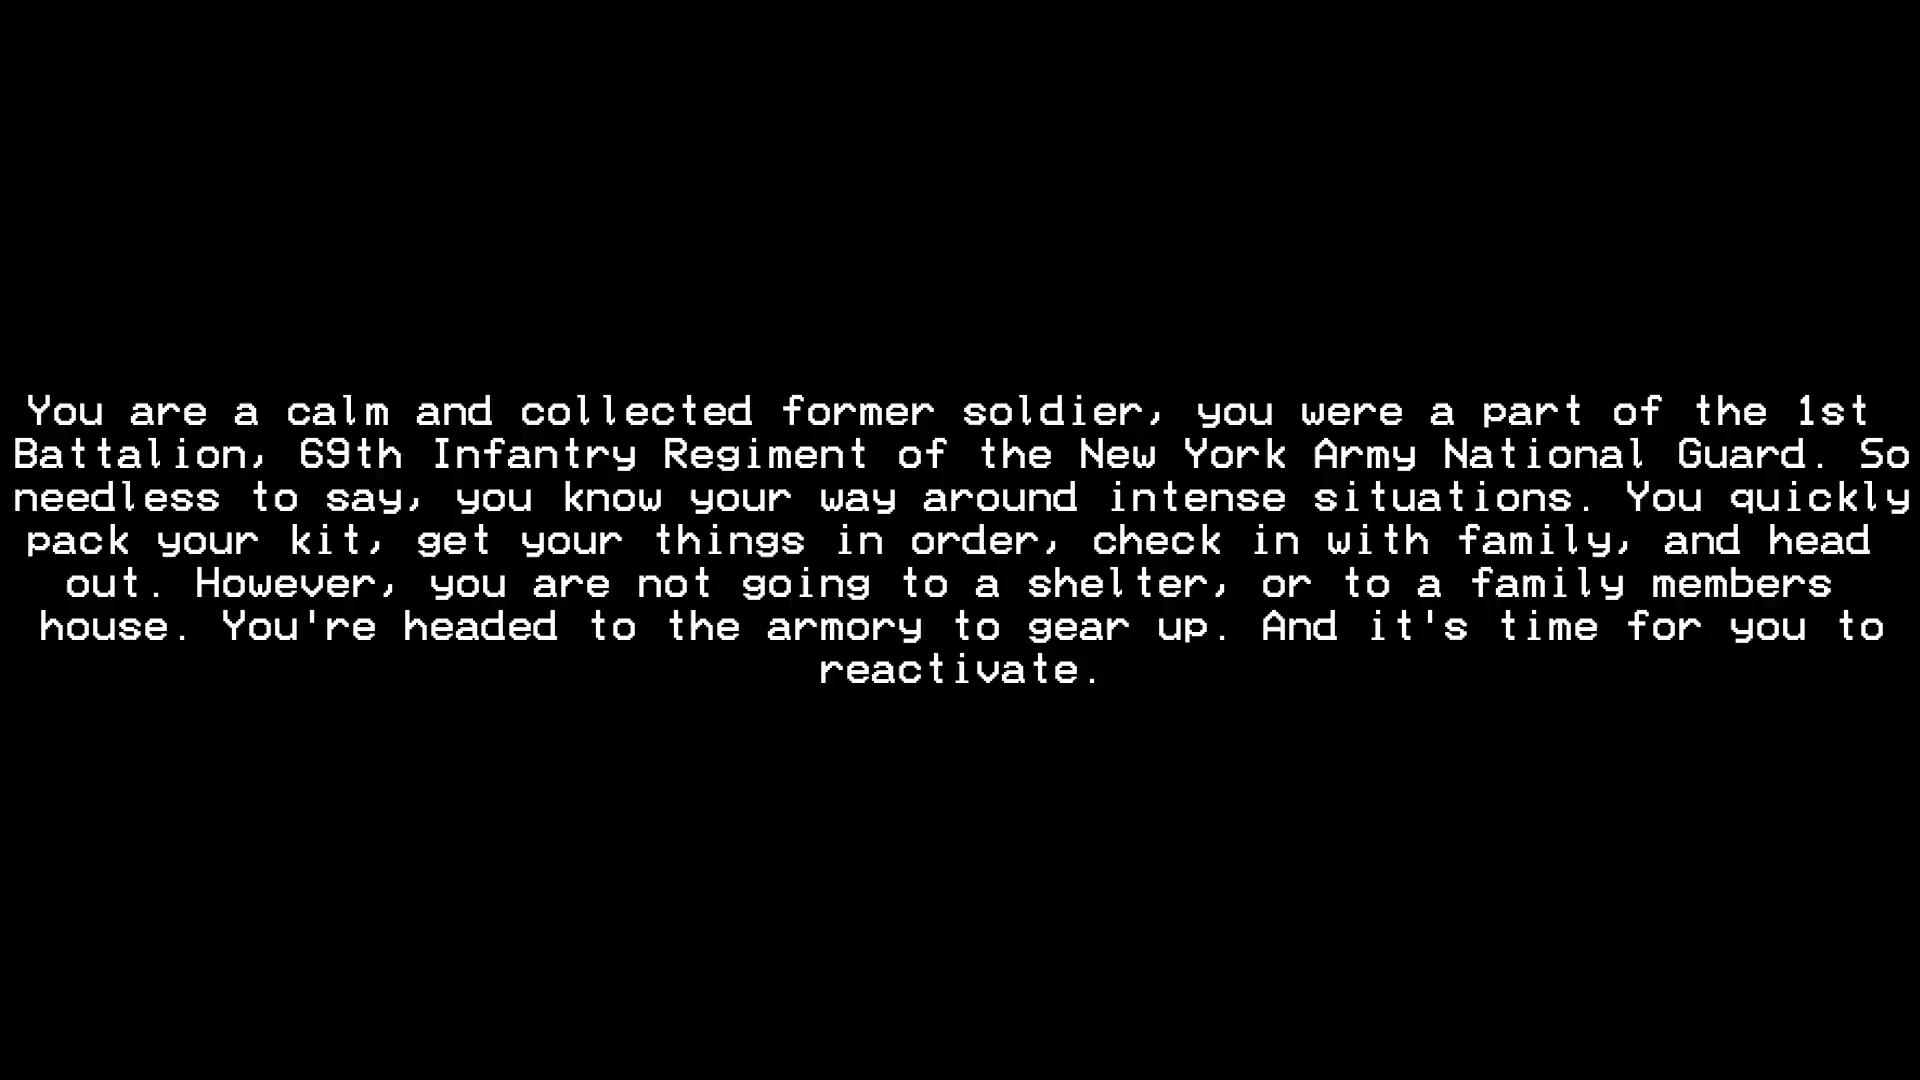 You are a calm and collected former soldier, you were a part of the 1st
Battalion, 69th Infantry Regiment of the New York Army National Guard. So
needless to say, you know your way around intense situations. You quickly
pack your kit, get your things in order, check in with family, and head
out. However, you are not going to a shelter, or to a family members
house. You're headed to the armory to gear up. And it's time for you to
reactivate.